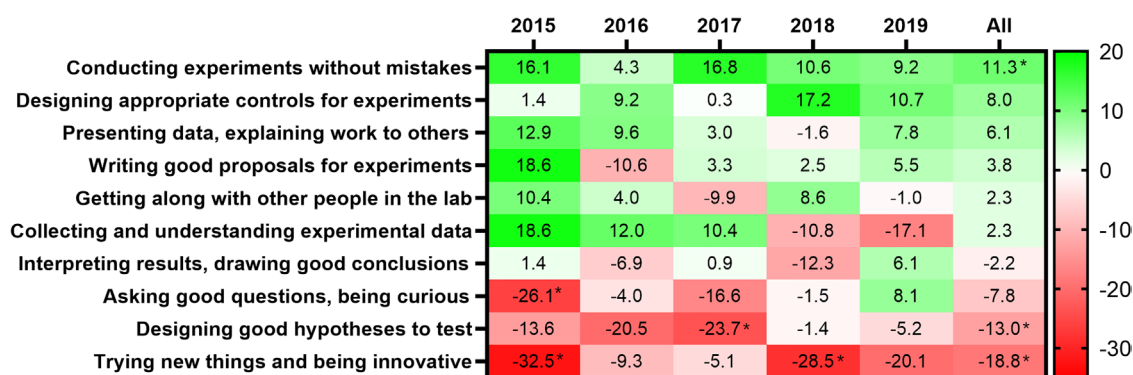 2015 2016 2017 2018 2019 All
Conducting experiments without mistakes 16.1 4.3 16.8 10.6 9.2 11.3* 20
Designing appropriate controls for experiments 1.4 9.2 0.3 17.2 10.7 8.0 10
Presenting data, explaining work to others 12.9 9.6 3.0 -1.6 7.8 6.1
Writing good proposals for experiments 18.6 -10.6 3.3 2.5 5.5 3.8 0
Getting along with other people in the lab 10.4 4.0 -9.9 8.6 -1.0 2.3
Collecting and understanding experimental data 18.6 12.0 10.4 -10.8 -17.1 2.3 -10
Interpreting results, drawing good conclusions 1.4 -6.9 0.9 -12.3 6.1 -2.2
Asking good questions, being curious -26.1* -4.0 -16.6 -1.5 8.1 -7.8 -20
Designing good hypotheses to test -13.6 -20.5 -23.7* -1.4 -5.2 -13.0*
Trying new things and being innovative -32.5* -9.3 -5.1 -28.5* -20.1 -18.8* -30